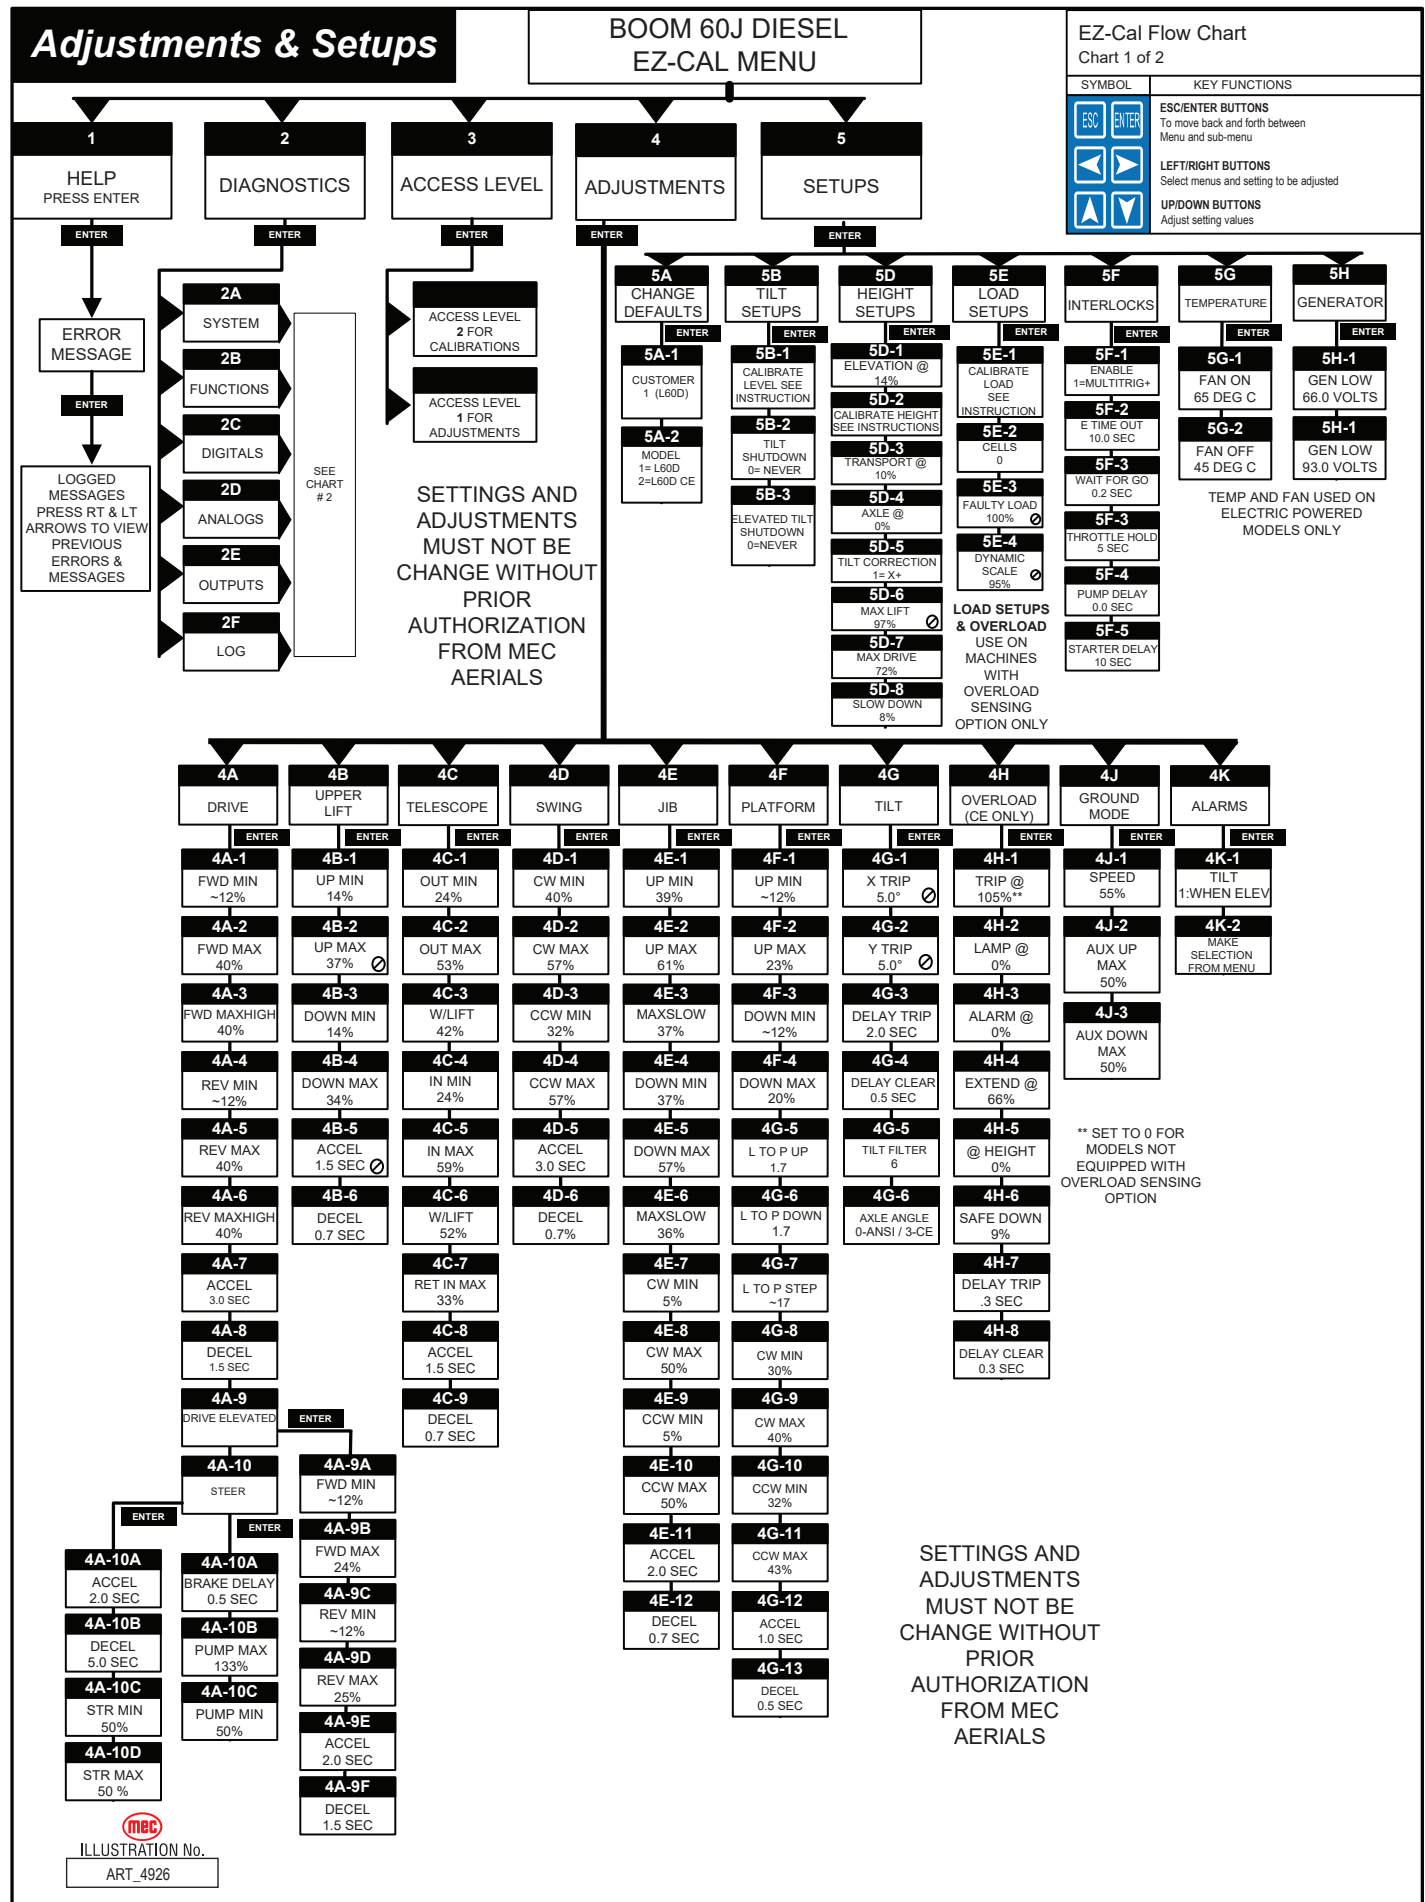 Adjustments & Setups
BOOM 60J DIESEL
EZ-CAL MENU
EZ-Cal Flow Chart
Chart 1 of 2
SYMBOL
KEY FUNCTIONS
ESC
ENTER
ESC/ENTER BUTTONS
To move back and forth between
Menu and sub-menu
LEFT/RIGHT BUTTONS
Select menus and setting to be adjusted
UP/DOWN BUTTONS
Adjust setting values
1
HELP
PRESS ENTER
ENTER
ERROR
MESSAGE
ENTER
LOGGED
MESSAGES
PRESS RT & LT
ARROWS TO VIEW
PREVIOUS
ERRORS &
MESSAGES
2
DIAGNOSTICS
ENTER
2A
SYSTEM
2B
FUNCTIONS
2C
DIGITALS
2D
ANALOGS
2E
OUTPUTS
2F
LOG
SEE
CHART
# 2
3
ACCESS LEVEL
ENTER
ACCESS LEVEL
2 FOR
CALIBRATIONS
ACCESS LEVEL
1 FOR
ADJUSTMENTS
SETTINGS AND
ADJUSTMENTS
MUST NOT BE
CHANGE WITHOUT
PRIOR
AUTHORIZATION
FROM MEC
AERIALS
4
ADJUSTMENTS
ENTER
5
SETUPS
ENTER
5A
CHANGE
DEFAULTS
ENTER
5A-1
CUSTOMER
1 (L60D)
5A-2
MODEL
1= L60D
2=L60D CE
5B
TILT
SETUPS
ENTER
5B-1
CALIBRATE
LEVEL SEE
INSTRUCTION
5B-2
TILT
SHUTDOWN
0= NEVER
5B-3
ELEVATED TILT
SHUTDOWN
0=NEVER
5D
HEIGHT
SETUPS
ENTER
5D-1
ELEVATION @
14%
5D-2
CALIBRATE HEIGHT
SEE INSTRUCTIONS
5D-3
TRANSPORT @
10%
5D-4
AXLE @
0%
5D-5
TILT CORRECTION
1= X+
5D-6
MAX LIFT
97%
5D-7
MAX DRIVE
72%
5D-8
SLOW DOWN
8%
5E
LOAD
SETUPS
ENTER
5E-1
CALIBRATE
LOAD
SEE
INSTRUCTION
5E-2
CELLS
0
5E-3
FAULTY LOAD
100%
5E-4
DYNAMIC
SCALE
95%
LOAD SETUPS
& OVERLOAD
USE ON
MACHINES
WITH
OVERLOAD
SENSING
OPTION ONLY
5F
INTERLOCKS
ENTER
5F-1
ENABLE
1=MULTITRIG+
5F-2
E TIME OUT
10.0 SEC
5F-3
WAIT FOR GO
0.2 SEC
5F-3
THROTTLE HOLD
5 SEC
5F-4
PUMP DELAY
0.0 SEC
5F-5
STARTER DELAY
10 SEC
5G
TEMPERATURE
ENTER
5G-1
FAN ON
65 DEG C
5G-2
FAN OFF
45 DEG C
5H
GENERATOR
ENTER
5H-1
GEN LOW
66.0 VOLTS
5H-1
GEN LOW
93.0 VOLTS
TEMP AND FAN USED ON
ELECTRIC POWERED
MODELS ONLY
4A
DRIVE
ENTER
4A-1
FWD MIN
~12%
4A-2
FWD MAX
40%
4A-3
FWD MAXHIGH
40%
4A-4
REV MIN
~12%
4A-5
REV MAX
40%
4A-6
REV MAXHIGH
40%
4A-7
ACCEL
3.0 SEC
4A-8
DECEL
1.5 SEC
4A-9
DRIVE ELEVATED
ENTER
4A-10
STEER
ENTER
ENTER
4A-10A
ACCEL
2.0 SEC
4A-10B
DECEL
5.0 SEC
4A-10C
STR MIN
50%
4A-10D
STR MAX
50 %
4A-10A
BRAKE DELAY
0.5 SEC
4A-10B
PUMP MAX
133%
4A-10C
PUMP MIN
50%
4A-9A
FWD MIN
~12%
4A-9B
FWD MAX
24%
4A-9C
REV MIN
~12%
4A-9D
REV MAX
25%
4A-9E
ACCEL
2.0 SEC
4A-9F
DECEL
1.5 SEC
4B
UPPER
LIFT
ENTER
4B-1
UP MIN
14%
4B-2
UP MAX
37%
4B-3
DOWN MIN
14%
4B-4
DOWN MAX
34%
4B-5
ACCEL
1.5 SEC
4B-6
DECEL
0.7 SEC
4C
TELESCOPE
ENTER
4C-1
OUT MIN
24%
4C-2
OUT MAX
53%
4C-3
W/LIFT
42%
4C-4
IN MIN
24%
4C-5
IN MAX
59%
4C-6
W/LIFT
52%
4C-7
RET IN MAX
33%
4C-8
ACCEL
1.5 SEC
4C-9
DECEL
0.7 SEC
4D
SWING
ENTER
4D-1
CW MIN
40%
4D-2
CW MAX
57%
4D-3
CCW MIN
32%
4D-4
CCW MAX
57%
4D-5
ACCEL
3.0 SEC
4D-6
DECEL
0.7%
4E
JIB
ENTER
4E-1
UP MIN
39%
4E-2
UP MAX
61%
4E-3
MAXSLOW
37%
4E-4
DOWN MIN
37%
4E-5
DOWN MAX
57%
4E-6
MAXSLOW
36%
4E-7
CW MIN
5%
4E-8
CW MAX
50%
4E-9
CCW MIN
5%
4E-10
CCW MAX
50%
4E-11
ACCEL
2.0 SEC
4E-12
DECEL
0.7 SEC
4F
PLATFORM
ENTER
4F-1
UP MIN
~12%
4F-2
UP MAX
23%
4F-3
DOWN MIN
~12%
4F-4
DOWN MAX
20%
4G-5
L TO P UP
1.7
4G-6
L TO P DOWN
1.7
4G-7
L TO P STEP
~17
4G-8
CW MIN
30%
4G-9
CW MAX
40%
4G-10
CCW MIN
32%
4G-11
CCW MAX
43%
4G-12
ACCEL
1.0 SEC
4G-13
DECEL
0.5 SEC
4G
TILT
ENTER
4G-1
X TRIP
5.0°
4G-2
Y TRIP
5.0°
4G-3
DELAY TRIP
2.0 SEC
4G-4
DELAY CLEAR
0.5 SEC
4G-5
TILT FILTER
6
4G-6
AXLE ANGLE
0-ANSI / 3-CE
4H
OVERLOAD
(CE ONLY)
ENTER
4H-1
TRIP @
105%**
4H-2
LAMP @
0%
4H-3
ALARM @
0%
4H-4
EXTEND @
66%
4H-5
@ HEIGHT
0%
4H-6
SAFE DOWN
9%
4H-7
DELAY TRIP
.3 SEC
4H-8
DELAY CLEAR
0.3 SEC
4J
GROUND
MODE
ENTER
4J-1
SPEED
55%
4J-2
AUX UP
MAX
50%
4J-3
AUX DOWN
MAX
50%
4K
ALARMS
ENTER
4K-1
TILT
1:WHEN ELEV
4K-2
MAKE
SELECTION
FROM MENU
** SET TO 0 FOR
MODELS NOT
EQUIPPED WITH
OVERLOAD SENSING
OPTION
SETTINGS AND
ADJUSTMENTS
MUST NOT BE
CHANGE WITHOUT
PRIOR
AUTHORIZATION
FROM MEC
AERIALS
mec
ILLUSTRATION No.
ART_4926